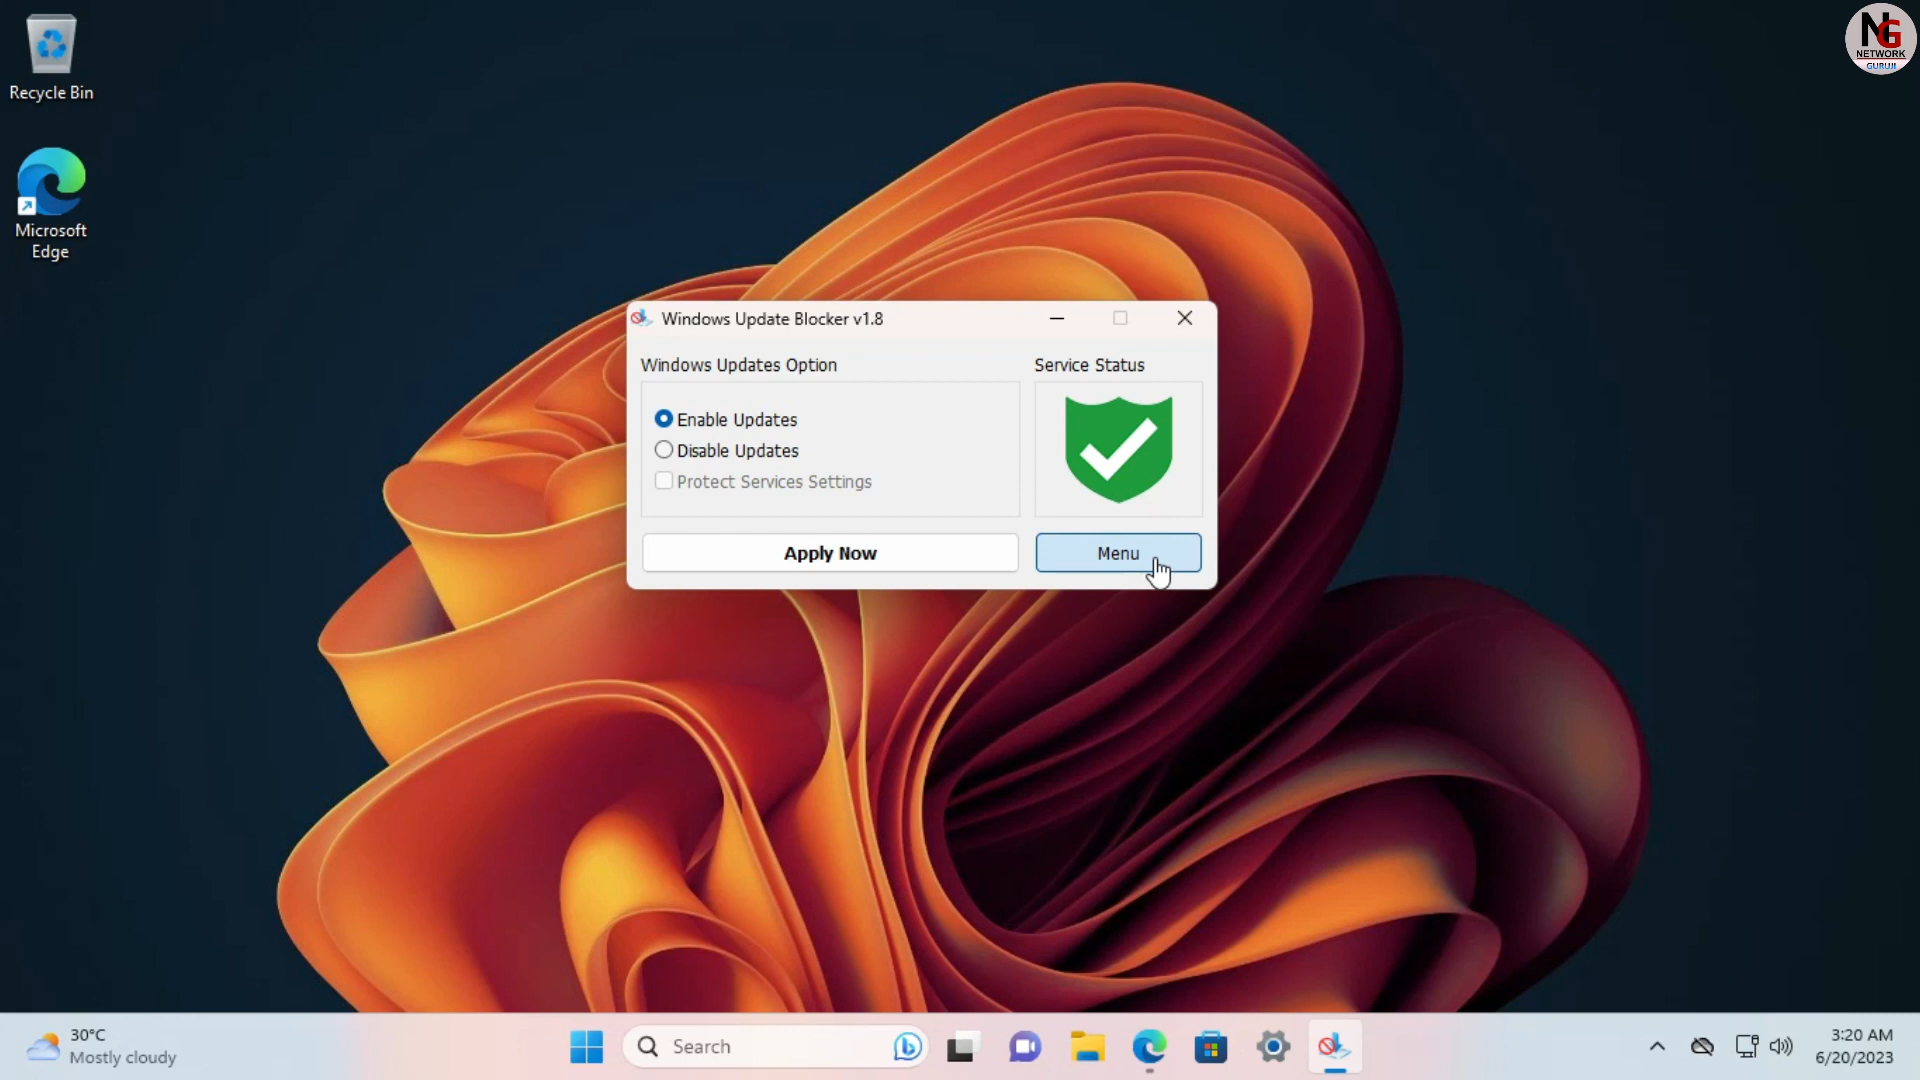 NG
NETWORK
GURUJI
Recycle Bin
Microsoft
Edge
Windows Update Blocker v1.8
Windows Updates Option
Service Status
Enable Updates
Disable Updates
Protect Services Settings
Apply Now
Menu
30°C
Mostly cloudy
Search
3:20 AM
6/20/2023